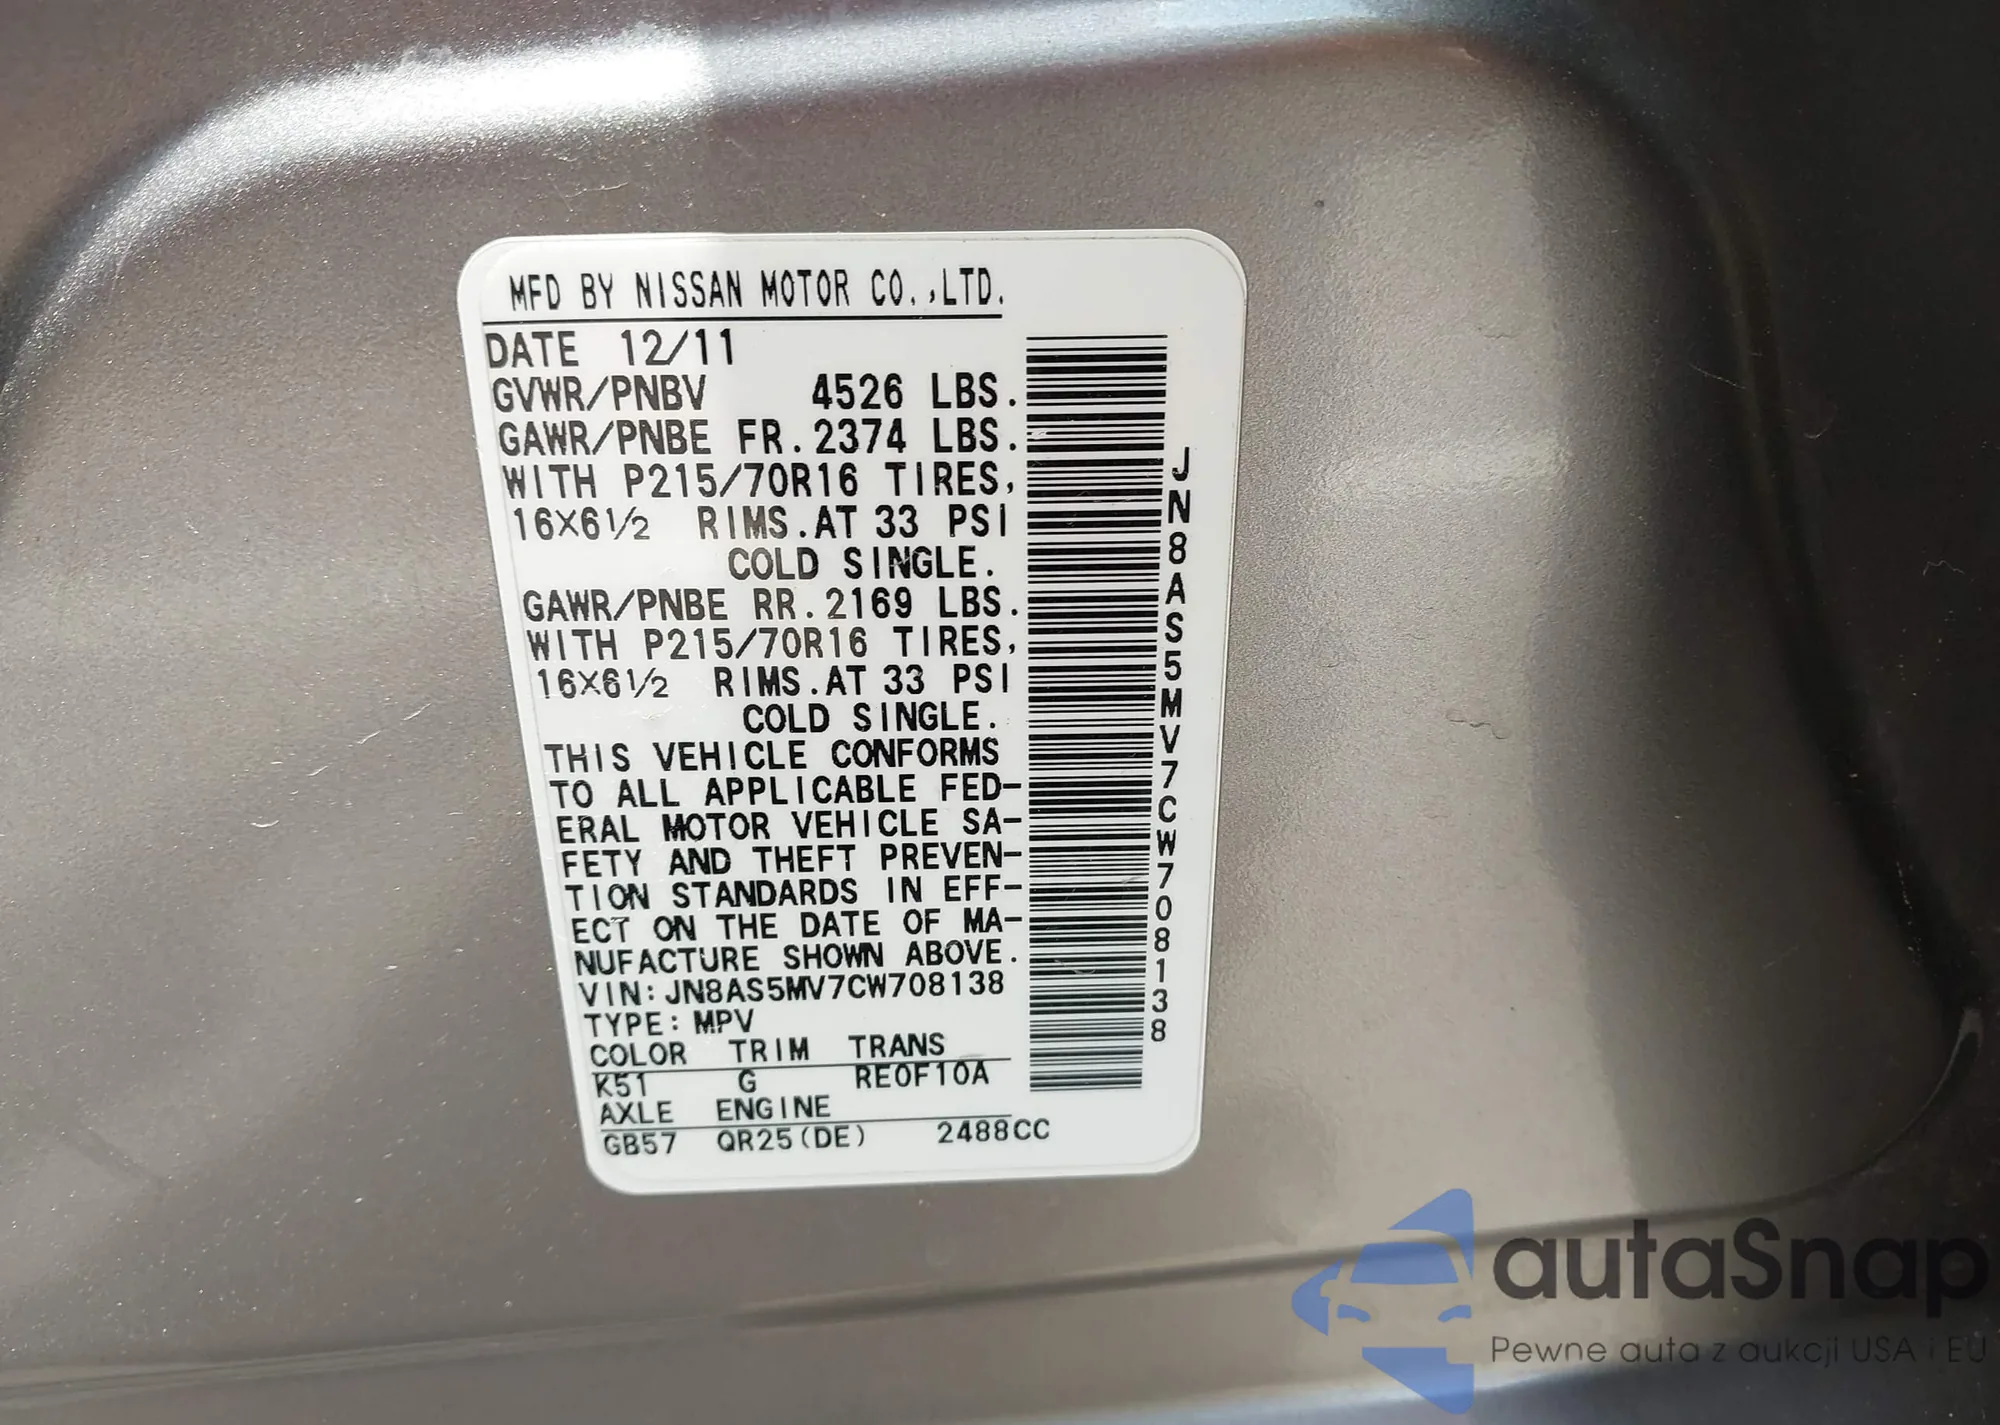 MFD BY NISSAN MOTOR CO.,LTD.
DATE 12/11
GVWR/PNBV 4526 LBS.
GAWR/PNBE FR.2374 LBS.
WITH P215/70R16 TIRES,
16X6½ RIMS.AT 33 PSI
COLD SINGLE.
GAWR/PNBE RR.2169 LBS.
WITH P215/70R16 TIRES,
16X6½ RIMS.AT 33 PSI
COLD SINGLE.
THIS VEHICLE CONFORMS
TO ALL APPLICABLE FED-
ERAL MOTOR VEHICLE SA-
FETY AND THEFT PREVEN-
TION STANDARDS IN EFF-
ECT ON THE DATE OF MA-
NUFACTURE SHOWN ABOVE.
VIN:JN8AS5MV7CW708138
TYPE:MPV
COLOR TRIM TRANS
K51 G RE0F10A
AXLE ENGINE
GB57 QR25(DE) 2488CC
JN8AS5MV7CW708138
autaSnap
Pewne auta z aukcji USA i EU